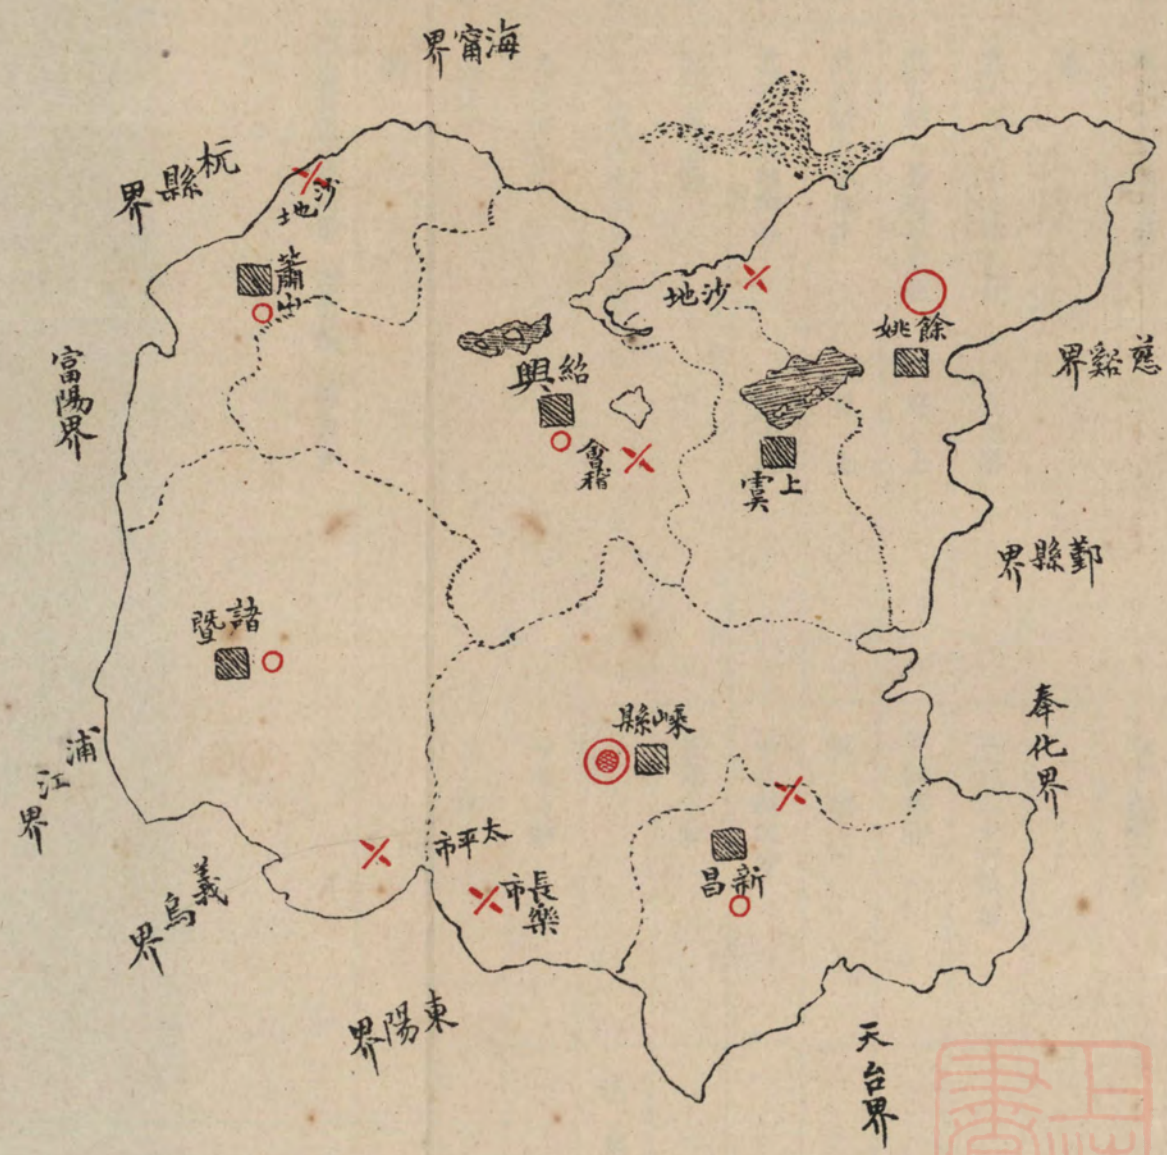 海甯界
杭縣界
沙地
蕭山
沙地
餘姚
慈谿界
富陽界
紹興
會稽
上虞
鄞縣界
諸暨
嵊縣
奉化界
浦江界
太平市
長樂市
新昌
義烏界
東陽界
天台界